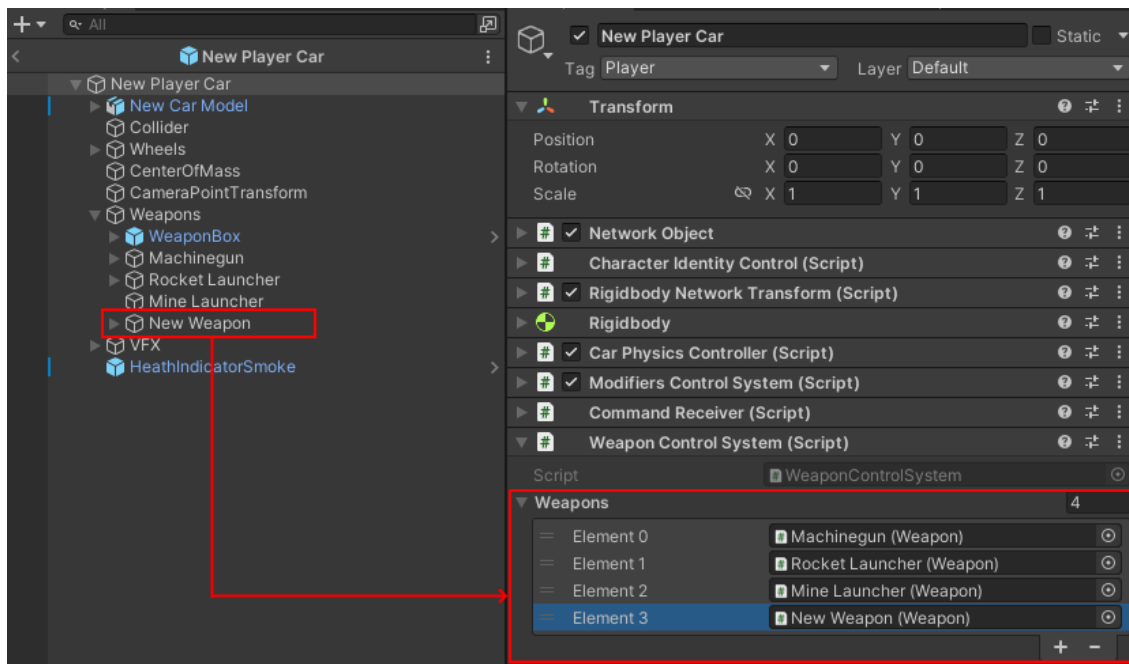 All
New Player Car
New Player Car
New Car Model
Collider
Wheels
CenterOfMass
CameraPointTransform
Weapons
WeaponBox
Machinegun
Rocket Launcher
Mine Launcher
New Weapon
VFX
HeathIndicatorSmoke
New Player Car Static
Tag Player Layer Default
Transform
Position X 0 Y 0 Z 0
Rotation X 0 Y 0 Z 0
Scale X 1 Y 1 Z 1
# Network Object
# Character Identity Control (Script)
# Rigidbody Network Transform (Script)
Rigidbody
# Car Physics Controller (Script)
# Modifiers Control System (Script)
# Command Receiver (Script)
# Weapon Control System (Script)
Script WeaponControlSystem
Weapons 4
Element 0 Machinegun (Weapon)
Element 1 Rocket Launcher (Weapon)
Element 2 Mine Launcher (Weapon)
Element 3 New Weapon (Weapon)
+ −